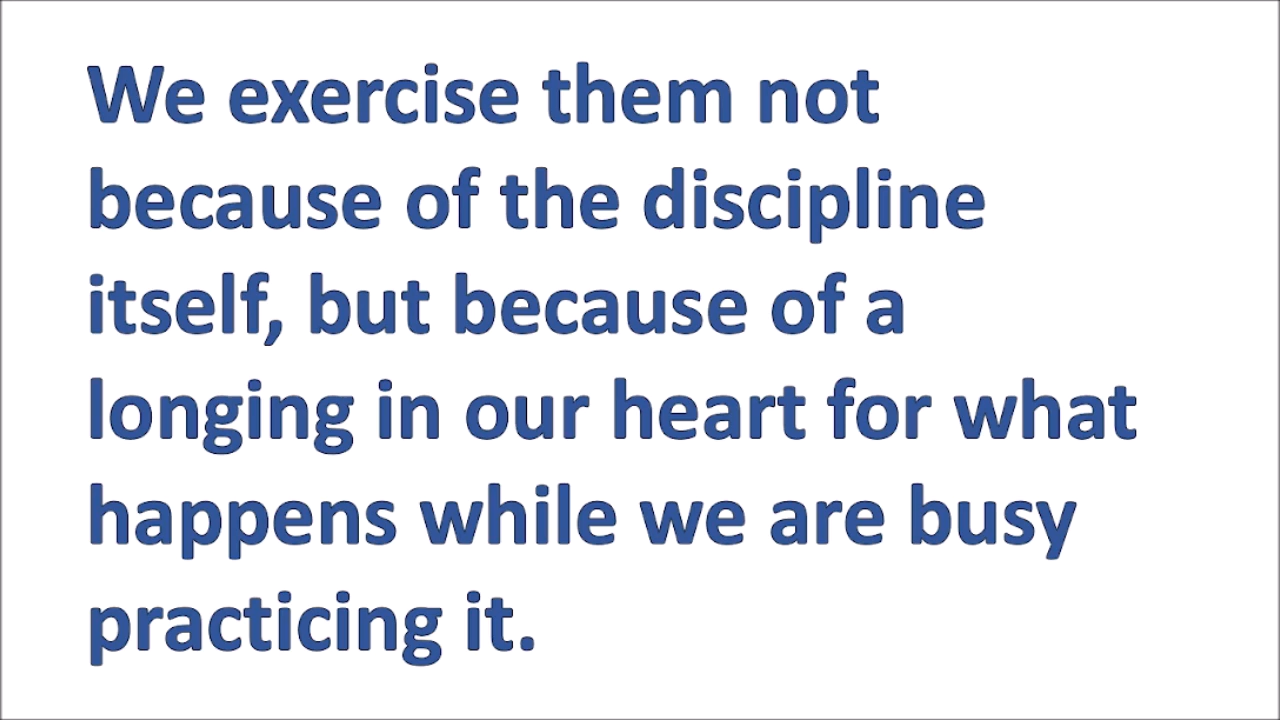 We exercise them not
because of the discipline
itself, but because of a
longing in our heart for what
happens while we are busy
practicing it.